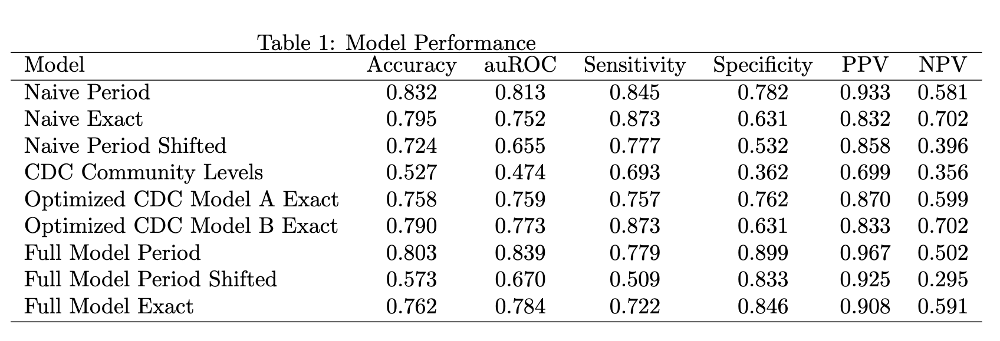 Table 1: Model Performance
Model Accuracy auROC Sensitivity Specificity PPV NPV
Naive Period 0.832 0.813 0.845 0.782 0.933 0.581
Naive Exact 0.795 0.752 0.873 0.631 0.832 0.702
Naive Period Shifted 0.724 0.655 0.777 0.532 0.858 0.396
CDC Community Levels 0.527 0.474 0.693 0.362 0.699 0.356
Optimized CDC Model A Exact 0.758 0.759 0.757 0.762 0.870 0.599
Optimized CDC Model B Exact 0.790 0.773 0.873 0.631 0.833 0.702
Full Model Period 0.803 0.839 0.779 0.899 0.967 0.502
Full Model Period Shifted 0.573 0.670 0.509 0.833 0.925 0.295
Full Model Exact 0.762 0.784 0.722 0.846 0.908 0.591